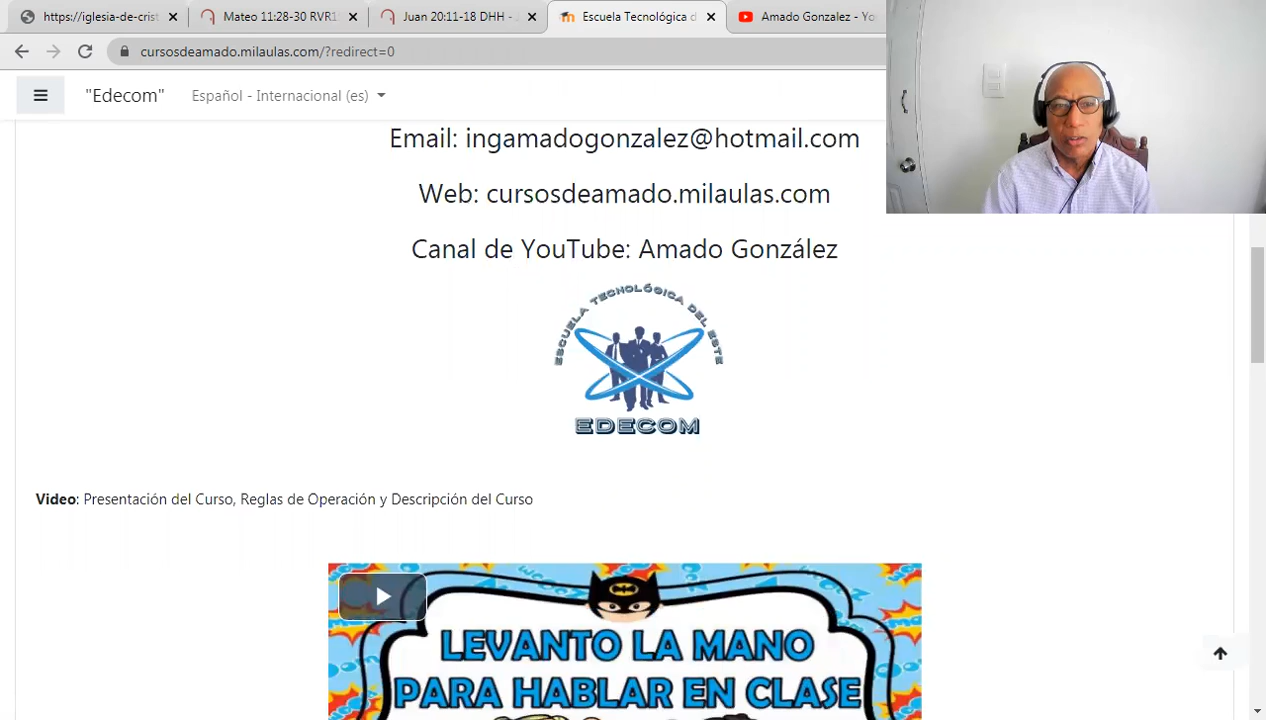 https://iglesia-de-crist
Mateo 11:28-30 RVR1
Juan 20:11-18 DHH -
Escuela Tecnológica d
Amado Gonzalez - Yo
cursosdeamado.milaulas.com/?redirect=0
"Edecom"
Español - Internacional (es)
Email: ingamadogonzalez@hotmail.com
Web: cursosdeamado.milaulas.com
Canal de YouTube: Amado González
ESCUELA TECNOLÓGICA DEL ESTE
EDECOM
Video: Presentación del Curso, Reglas de Operación y Descripción del Curso
LEVANTO LA MANO
PARA HABLAR EN CLASE